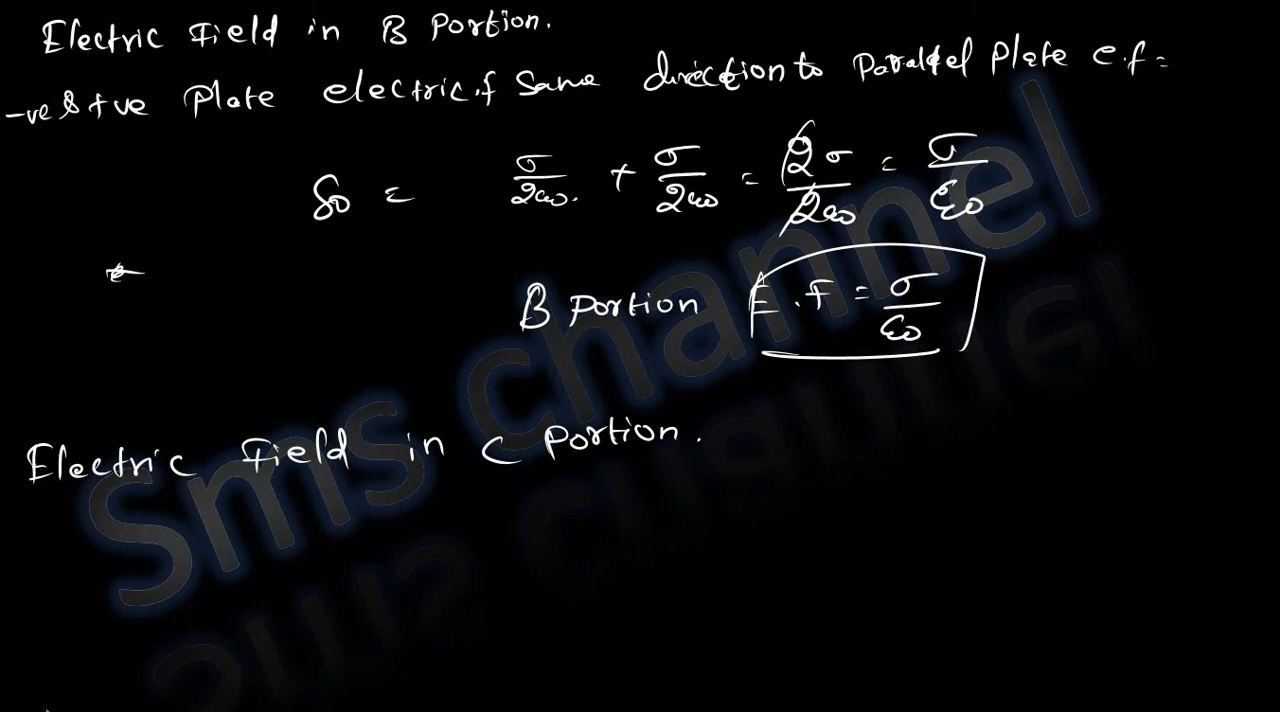 Electric Field in B Portion.
-ve & +ve Plate electric.f Same direction to Parallel Plate e.f =
So = σ/2ε0. + σ/2ε0 = 2σ/2ε0 = σ/ε0
B Portion E.F = σ/ε0
Electric Field in C Portion.
Sms channel